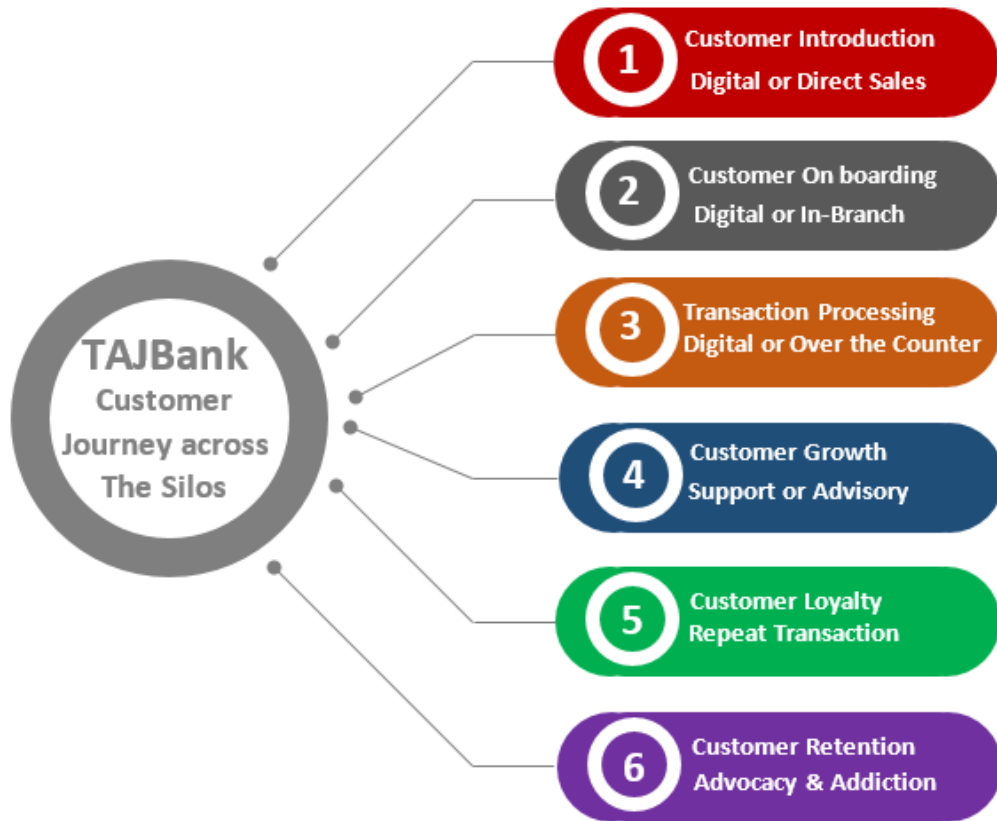 TAJBank
Customer
Journey across
The Silos
1
Customer Introduction
Digital or Direct Sales
2
Customer On boarding
Digital or In-Branch
3
Transaction Processing
Digital or Over the Counter
4
Customer Growth
Support or Advisory
5
Customer Loyalty
Repeat Transaction
6
Customer Retention
Advocacy & Addiction